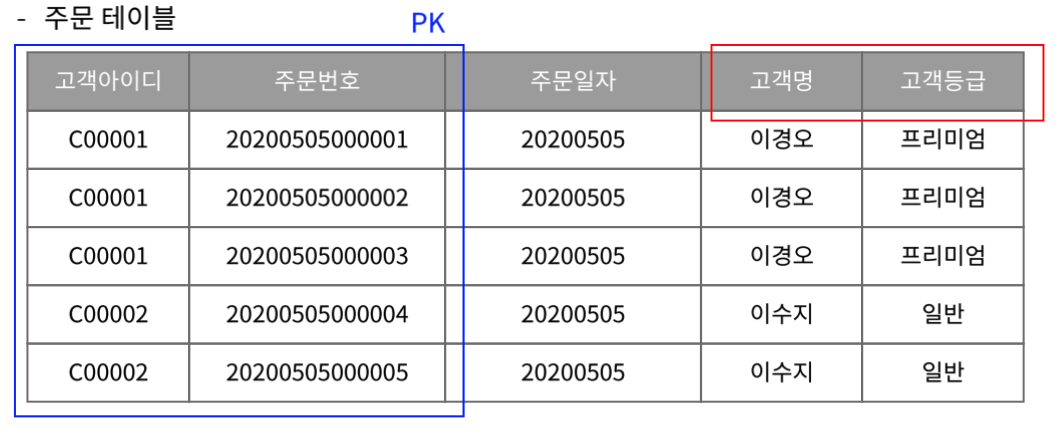 - 주문 테이블 PK
고객아이디 주문번호 주문일자 고객명 고객등급
C00001 20200505000001 20200505 이경오 프리미엄
C00001 20200505000002 20200505 이경오 프리미엄
C00001 20200505000003 20200505 이경오 프리미엄
C00002 20200505000004 20200505 이수지 일반
C00002 20200505000005 20200505 이수지 일반